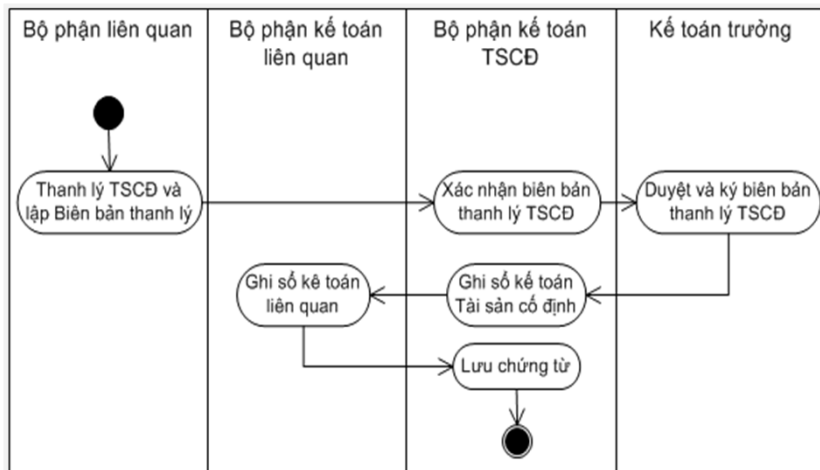 Bộ phận liên quan
Bộ phận kế toán
liên quan
Bộ phận kế toán
TSCĐ
Kế toán trưởng
Thanh lý TSCĐ và
lập Biên bản thanh lý
Xác nhận biên bản
thanh lý TSCĐ
Duyệt và ký biên bản
thanh lý TSCĐ
Ghi sổ kê toán
liên quan
Ghi sổ kế toán
Tài sản cố định
Lưu chứng từ